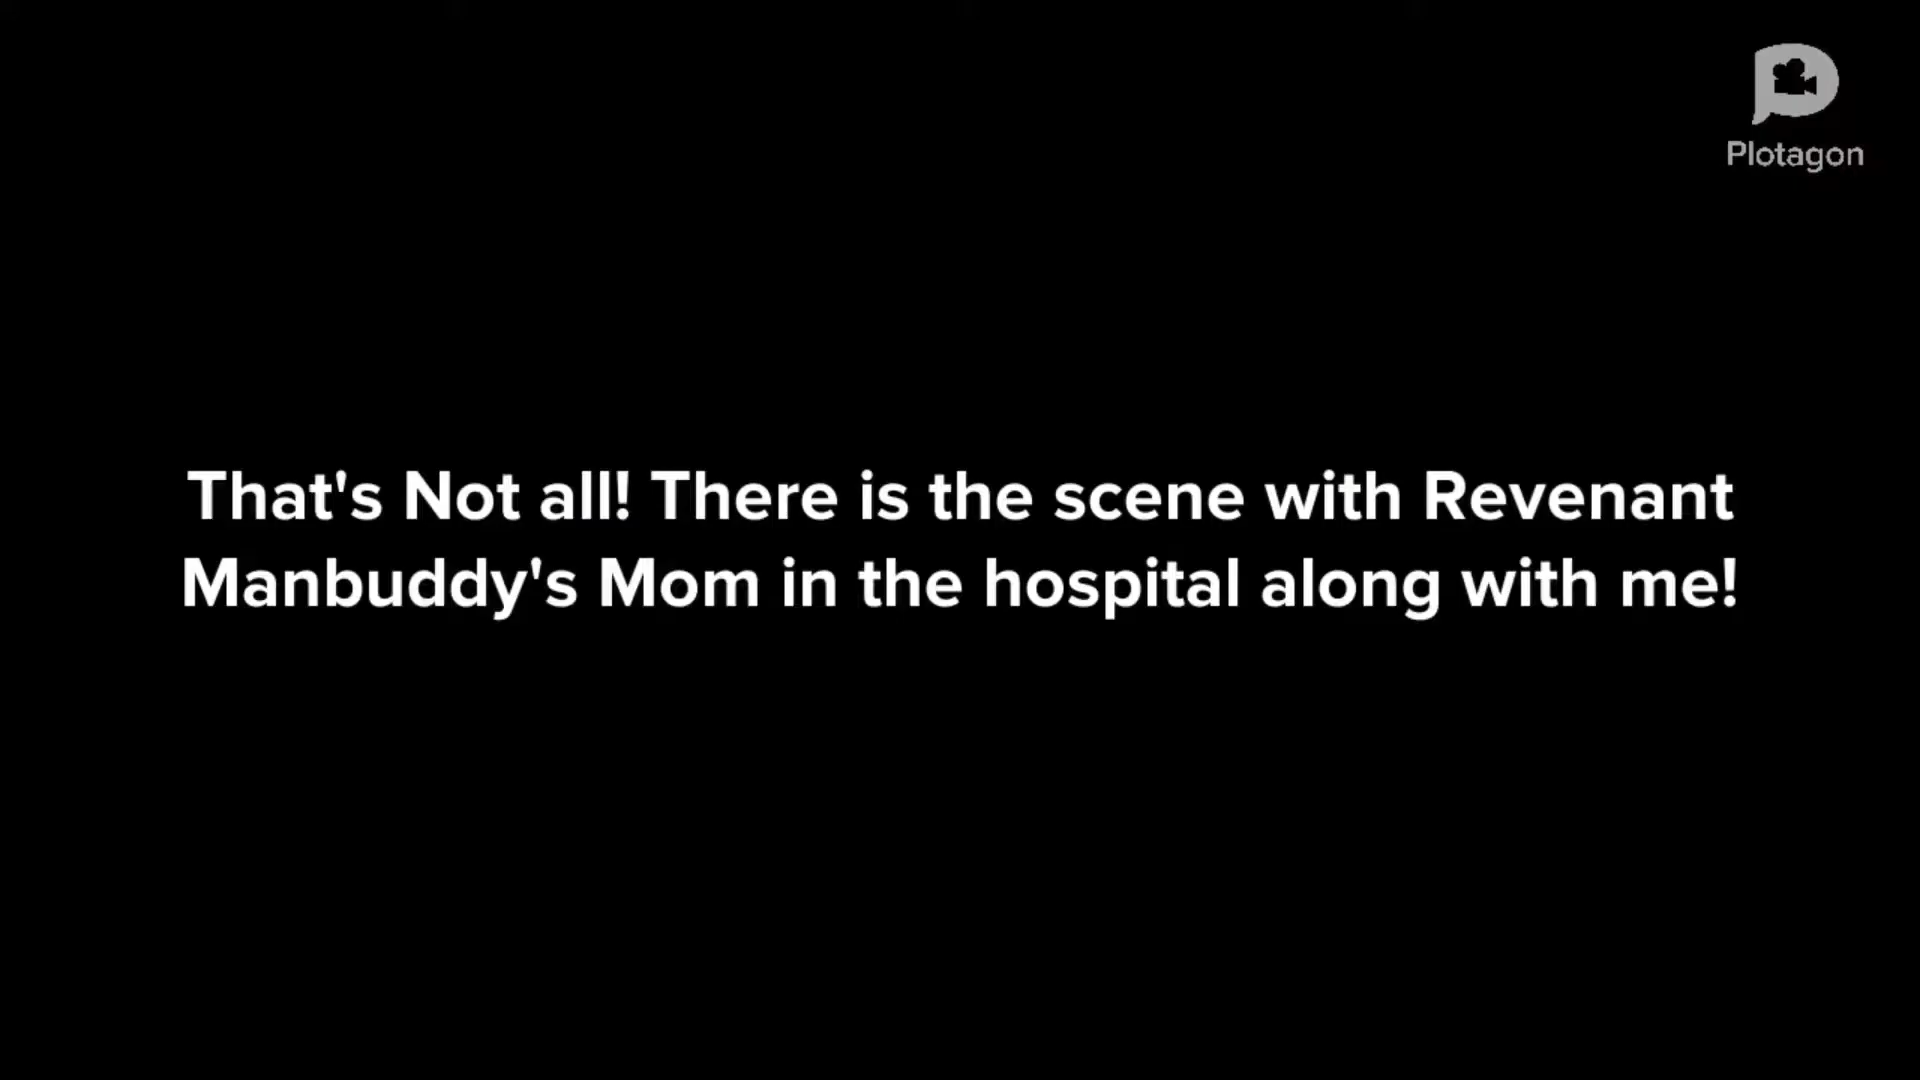 Plotagon
That's Not all! There is the scene with Revenant
Manbuddy's Mom in the hospital along with me!